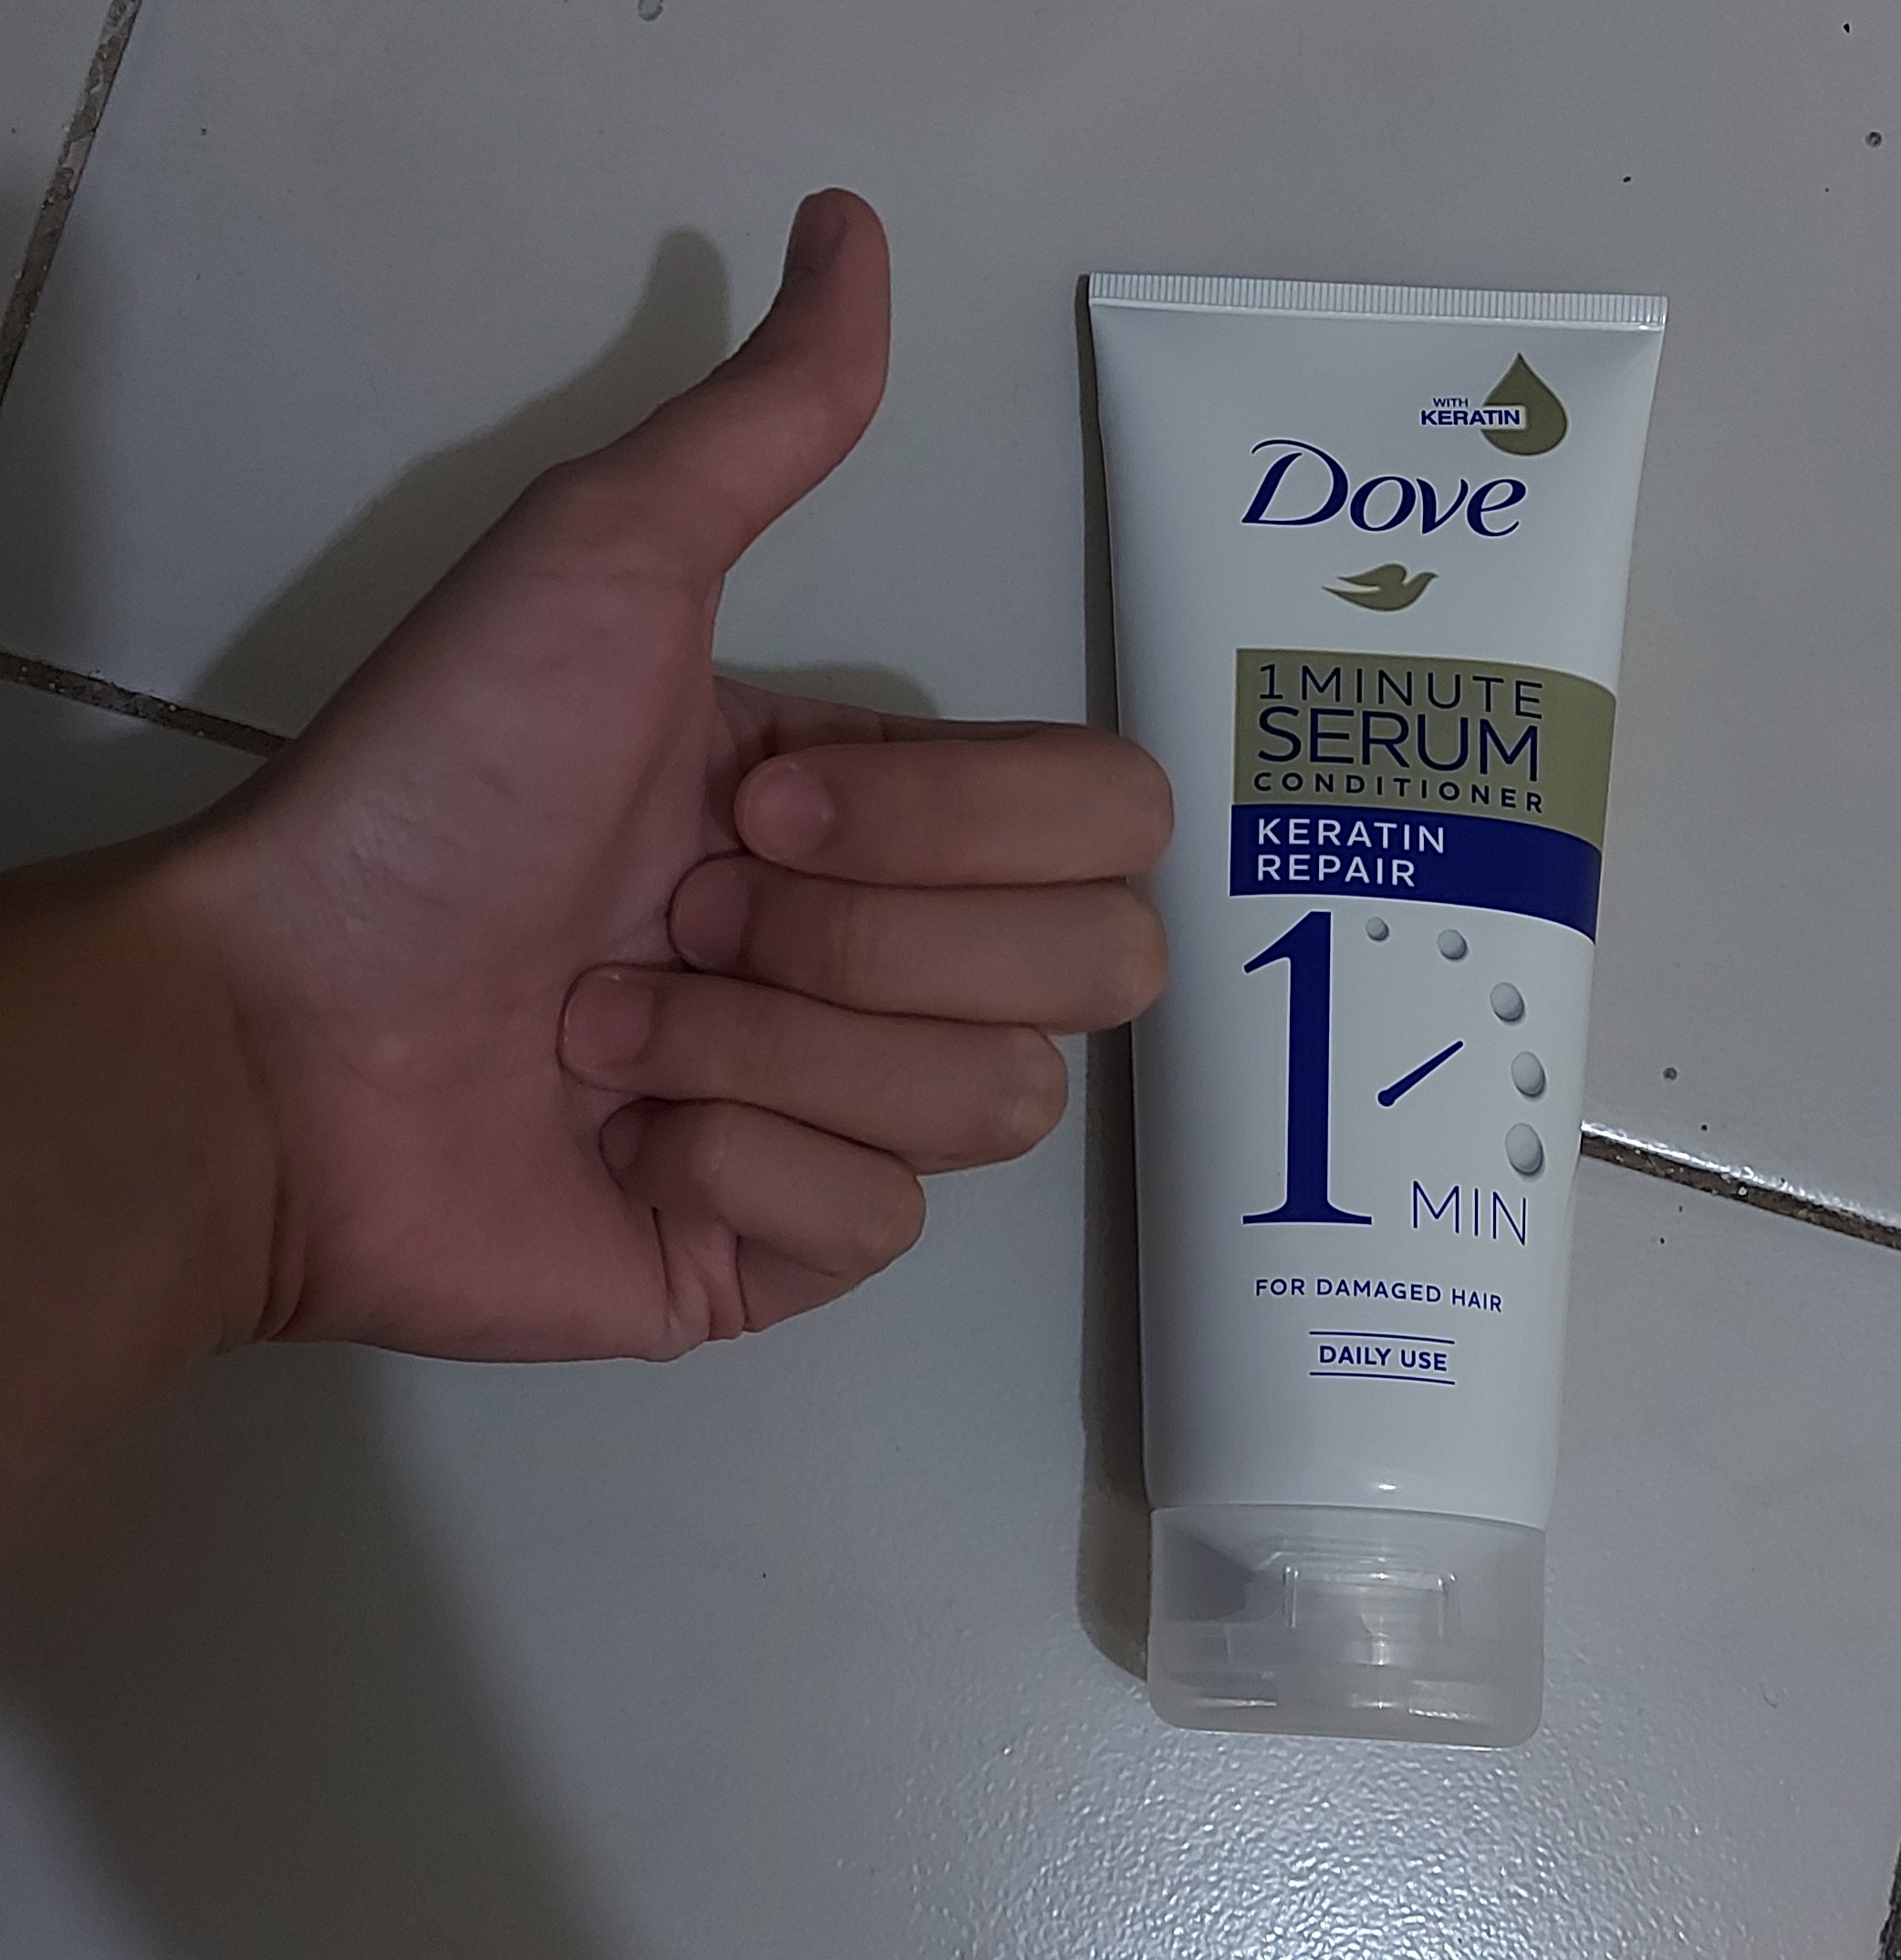 WITH
KERATIN
Dove
1 MINUTE
SERUM
CONDITIONER
KERATIN
REPAIR
1 MIN
FOR DAMAGED HAIR
DAILY USE